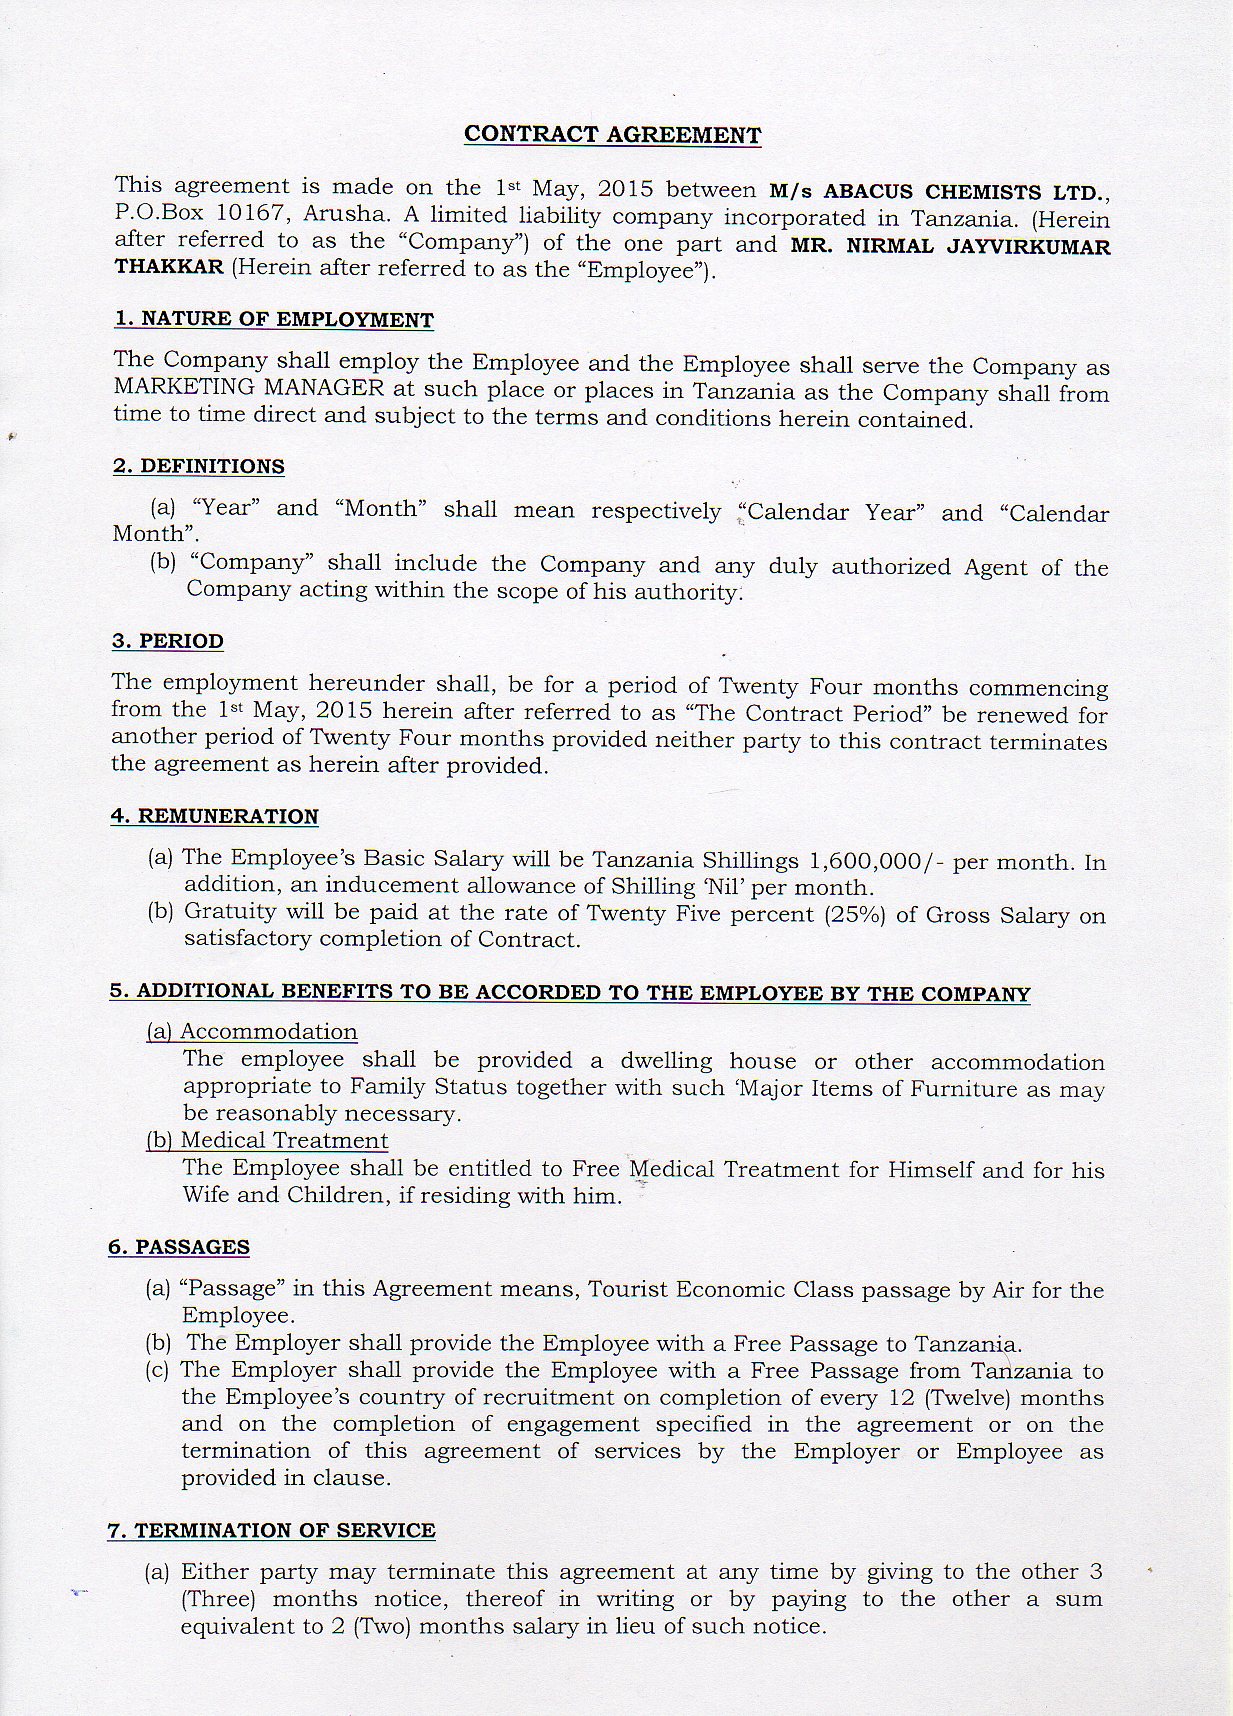 CONTRACT AGREEMENT
This agreement is made on the 1st May, 2015 between M/s ABACUS CHEMISTS LTD.,
P.O.Box 10167, Arusha. A limited liability company incorporated in Tanzania. (Herein
after referred to as the “Company”) of the one part and MR. NIRMAL JAYVIRKUMAR
THAKKAR (Herein after referred to as the “Employee”).
1. NATURE OF EMPLOYMENT
The Company shall employ the Employee and the Employee shall serve the Company as
MARKETING MANAGER at such place or places in Tanzania as the Company shall from
time to time direct and subject to the terms and conditions herein contained.
2. DEFINITIONS
(a) “Year” and “Month” shall mean respectively “Calendar Year” and “Calendar
Month”.
(b) “Company” shall include the Company and any duly authorized Agent of the
Company acting within the scope of his authority.
3. PERIOD
The employment hereunder shall, be for a period of Twenty Four months commencing
from the 1st May, 2015 herein after referred to as “The Contract Period” be renewed for
another period of Twenty Four months provided neither party to this contract terminates
the agreement as herein after provided.
4. REMUNERATION
(a) The Employee’s Basic Salary will be Tanzania Shillings 1,600,000/- per month. In
addition, an inducement allowance of Shilling ‘Nil’ per month.
(b) Gratuity will be paid at the rate of Twenty Five percent (25%) of Gross Salary on
satisfactory completion of Contract.
5. ADDITIONAL BENEFITS TO BE ACCORDED TO THE EMPLOYEE BY THE COMPANY
(a) Accommodation
The employee shall be provided a dwelling house or other accommodation
appropriate to Family Status together with such ‘Major Items of Furniture as may
be reasonably necessary.
(b) Medical Treatment
The Employee shall be entitled to Free Medical Treatment for Himself and for his
Wife and Children, if residing with him.
6. PASSAGES
(a) “Passage” in this Agreement means, Tourist Economic Class passage by Air for the
Employee.
(b) The Employer shall provide the Employee with a Free Passage to Tanzania.
(c) The Employer shall provide the Employee with a Free Passage from Tanzania to
the Employee’s country of recruitment on completion of every 12 (Twelve) months
and on the completion of engagement specified in the agreement or on the
termination of this agreement of services by the Employer or Employee as
provided in clause.
7. TERMINATION OF SERVICE
(a) Either party may terminate this agreement at any time by giving to the other 3
(Three) months notice, thereof in writing or by paying to the other a sum
equivalent to 2 (Two) months salary in lieu of such notice.